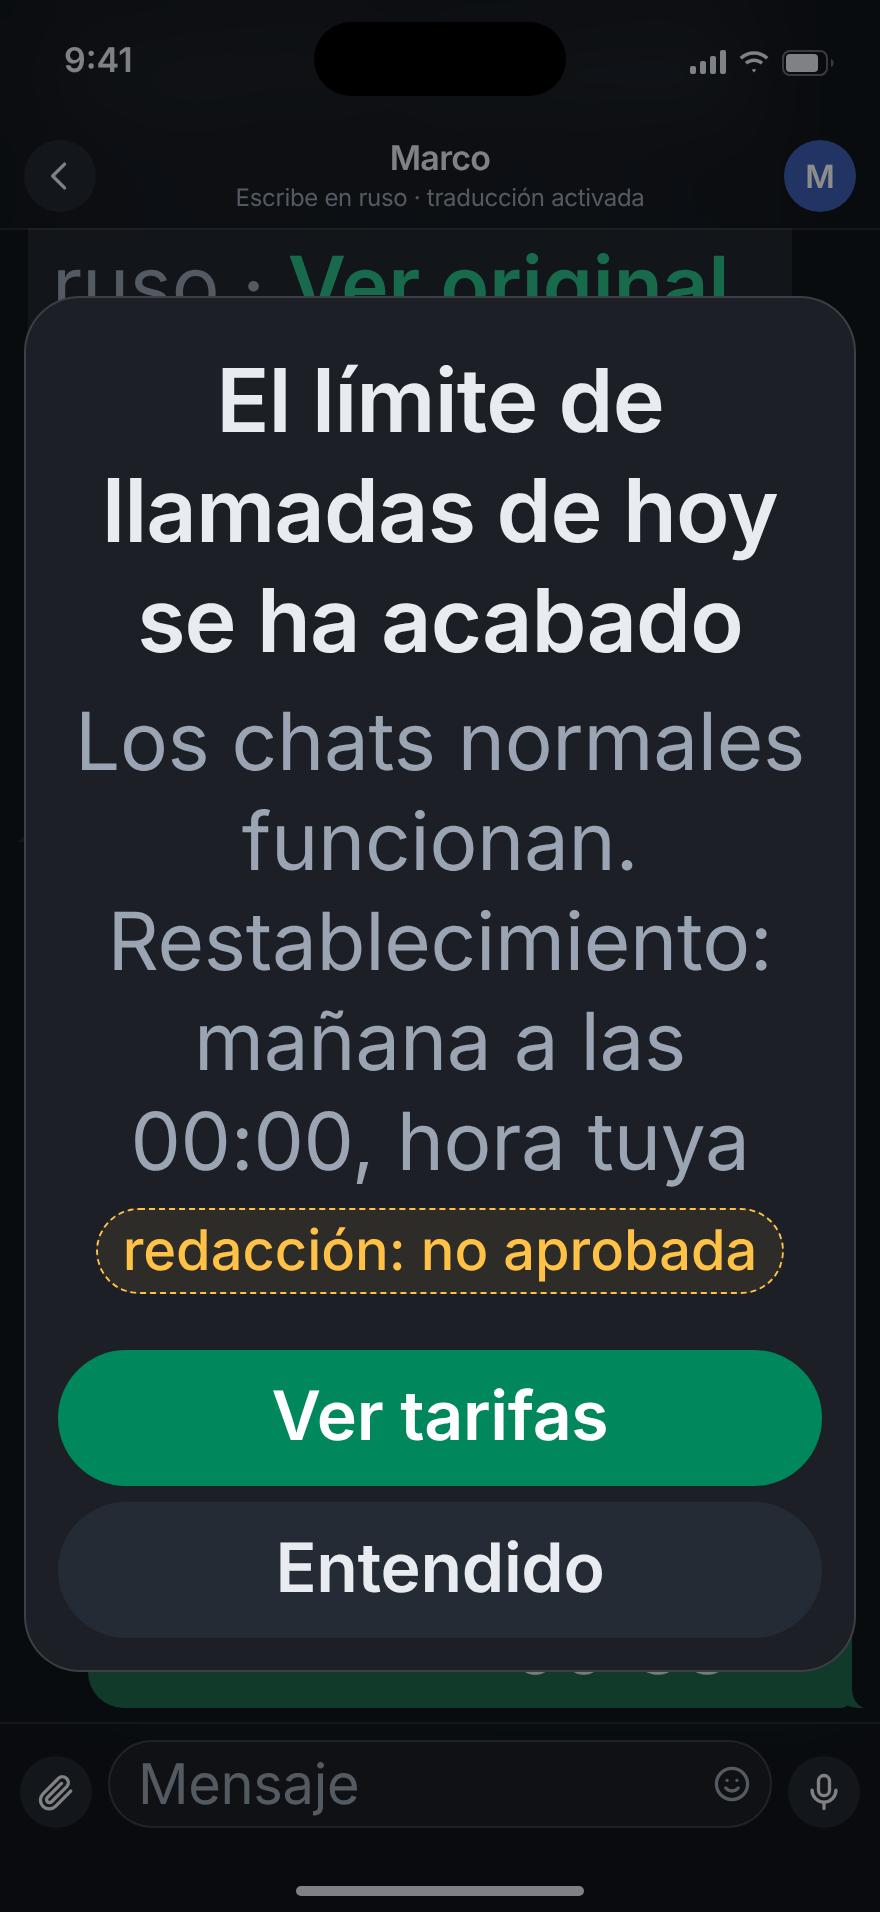 9:41
Marco
Escribe en ruso · traducción activada
M
ruso · Ver original
El límite de
llamadas de hoy
se ha acabado
Los chats normales
funcionan.
Restablecimiento:
mañana a las
00:00, hora tuya
redacción: no aprobada
Ver tarifas
Entendido
Mensaje